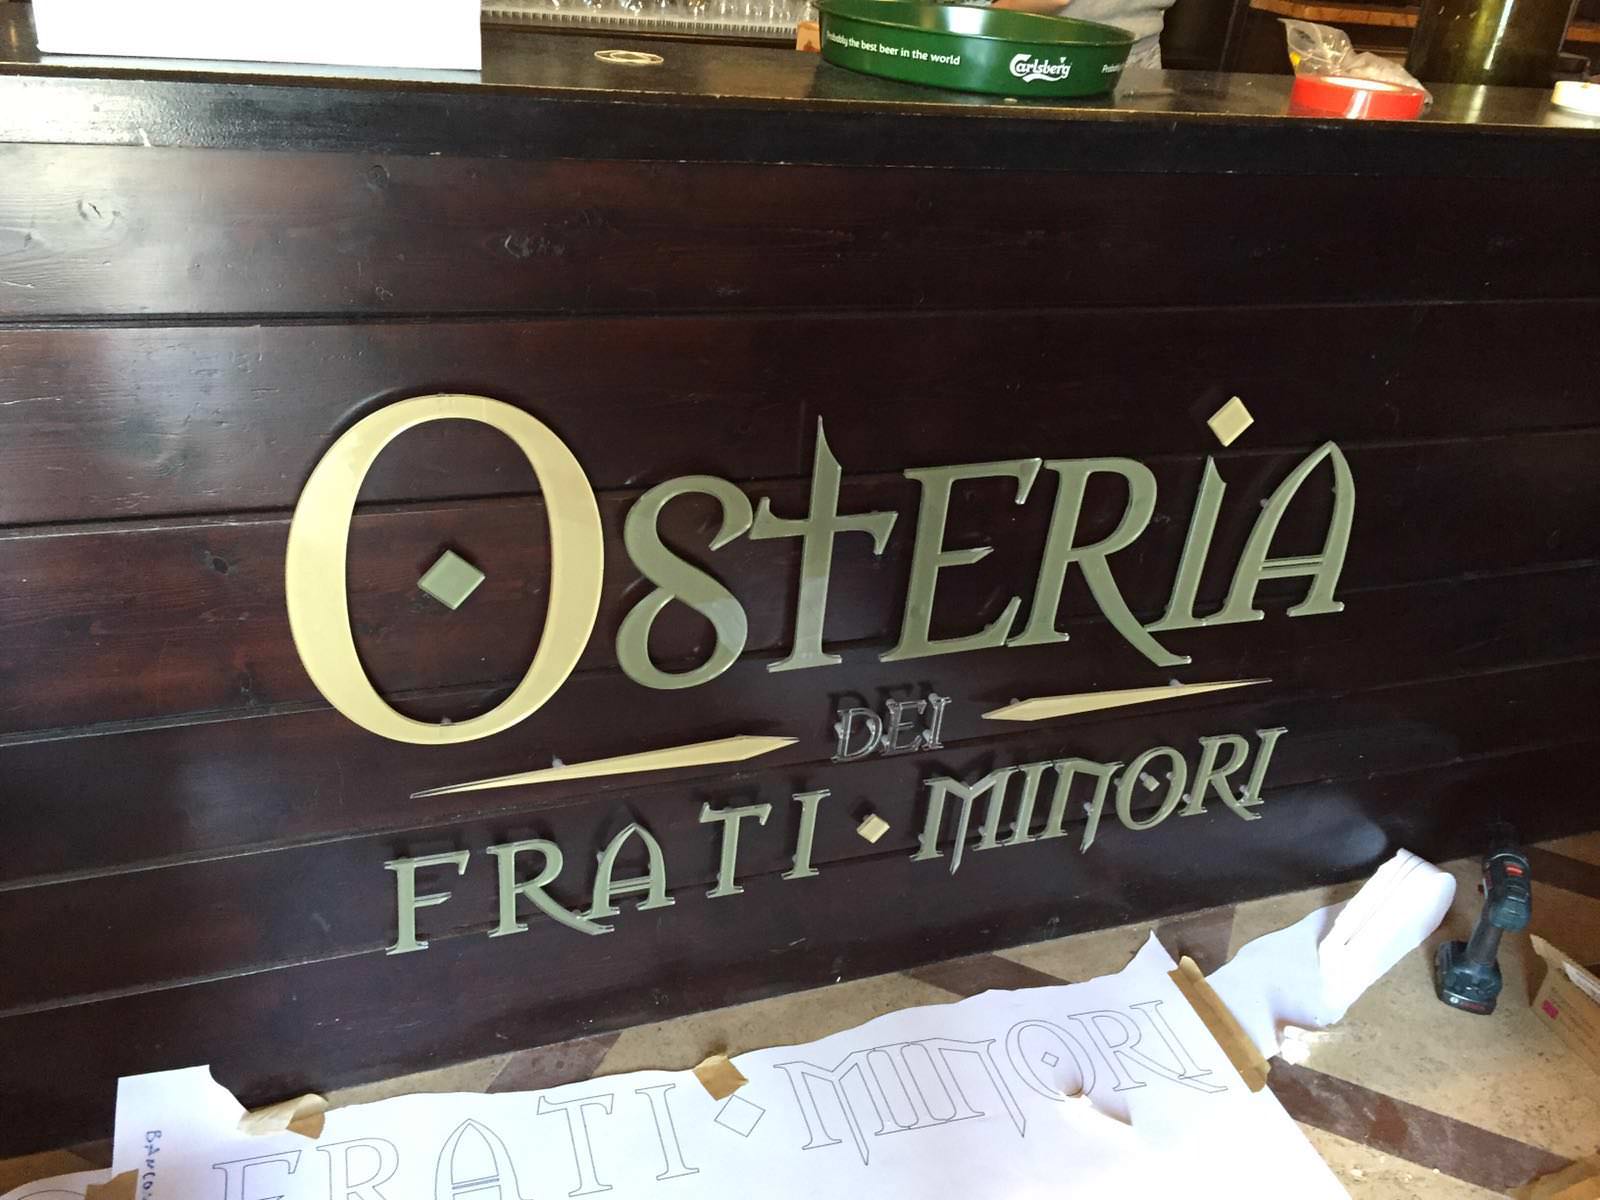 Probably the best beer in the world
Carlsberg
OSTERIA
DEI
FRATI · MINORI
FRATI · MINORI